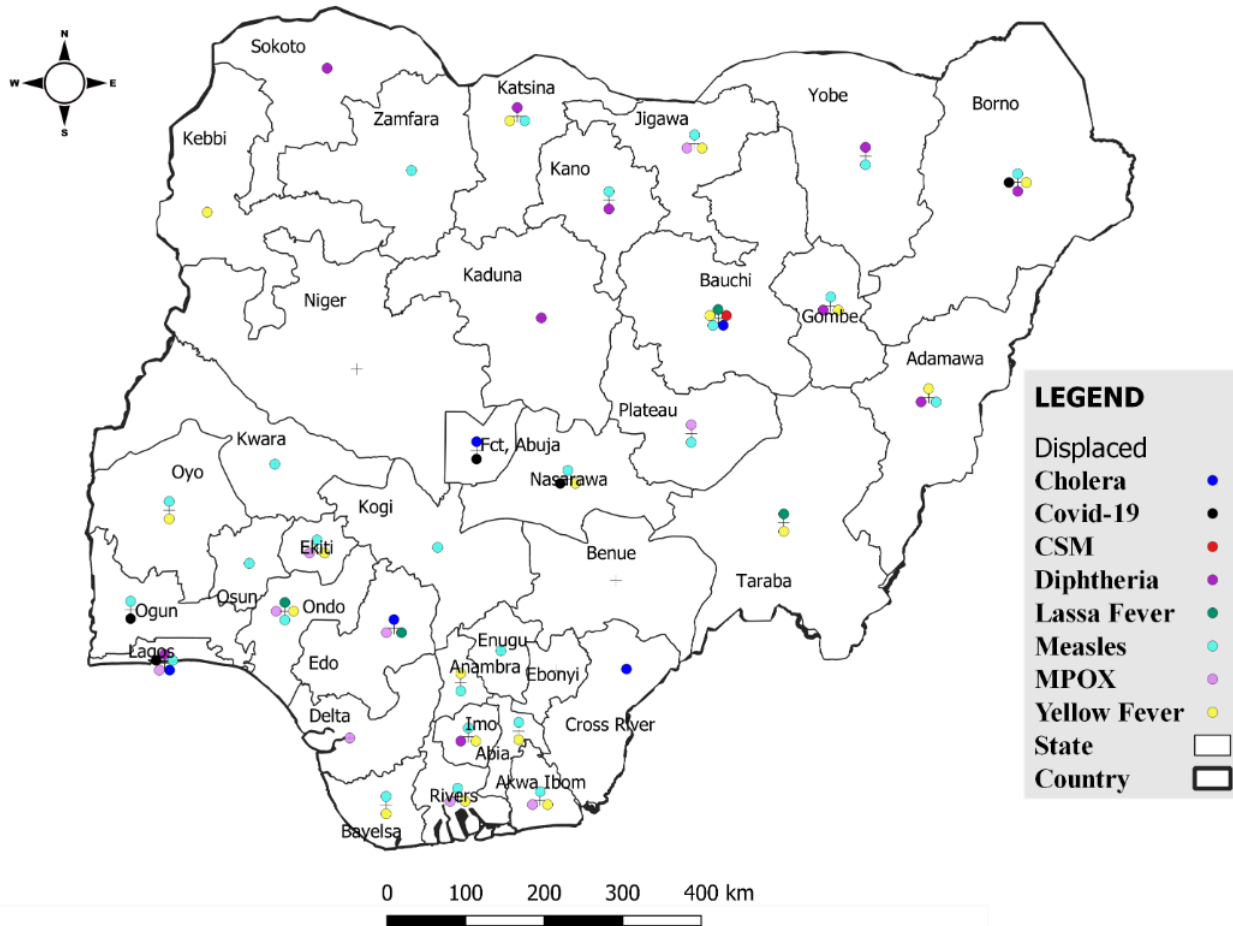 N
W E
S
Sokoto
Katsina
Yobe
Borno
Zamfara
Jigawa
Kebbi
Kano
Kaduna
Bauchi
Niger
Gombe
Adamawa
Plateau
Kwara
Fct, Abuja
Oyo
Nasarawa
Kogi
Ekiti
Benue
Taraba
Osun
Ondo
Ogun
Enugu
Lagos
Edo
Anambra
Ebonyi
Delta
Imo
Cross River
Abia
Akwa Ibom
Rivers
Bayelsa
LEGEND
Displaced
Cholera
Covid-19
CSM
Diphtheria
Lassa Fever
Measles
MPOX
Yellow Fever
State
Country
0 100 200 300 400 km